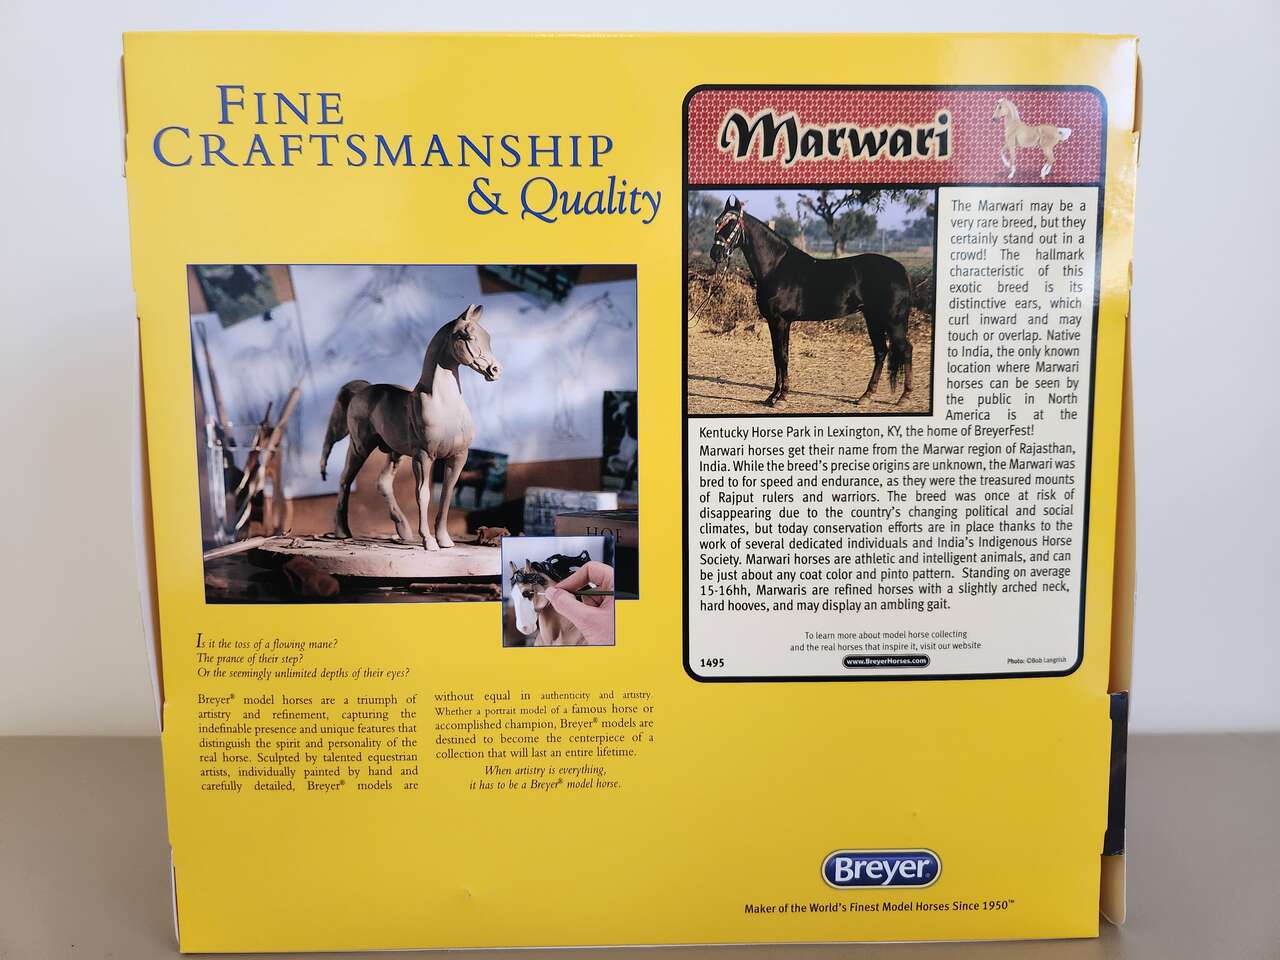 FINE
CRAFTSMANSHIP
& Quality
HOF
Is it the toss of a flowing mane?
The prance of their step?
Or the seemingly unlimited depths of their eyes?
Breyer® model horses are a triumph of
artistry and refinement, capturing the
indefinable presence and unique features that
distinguish the spirit and personality of the
real horse. Sculpted by talented equestrian
artists, individually painted by hand and
carefully detailed, Breyer® models are
without equal in authenticity and artistry.
Whether a portrait model of a famous horse or
accomplished champion, Breyer® models are
destined to become the centerpiece of a
collection that will last an entire lifetime.
When artistry is everything,
it has to be a Breyer® model horse.
Marwari
The Marwari may be a
very rare breed, but they
certainly stand out in a
crowd! The hallmark
characteristic of this
exotic breed is its
distinctive ears, which
curl inward and may
touch or overlap. Native
to India, the only known
location where Marwari
horses can be seen by
the public in North
America is at the
Kentucky Horse Park in Lexington, KY, the home of BreyerFest!
Marwari horses get their name from the Marwar region of Rajasthan,
India. While the breed's precise origins are unknown, the Marwari was
bred to for speed and endurance, as they were the treasured mounts
of Rajput rulers and warriors. The breed was once at risk of
disappearing due to the country's changing political and social
climates, but today conservation efforts are in place thanks to the
work of several dedicated individuals and India's Indigenous Horse
Society. Marwari horses are athletic and intelligent animals, and can
be just about any coat color and pinto pattern. Standing on average
15-16hh, Marwaris are refined horses with a slightly arched neck,
hard hooves, and may display an ambling gait.
To learn more about model horse collecting
and the real horses that inspire it, visit our website
www.BreyerHorses.com
1495
Photo: ©Bob Langrish
Breyer®
Maker of the World's Finest Model Horses Since 1950™